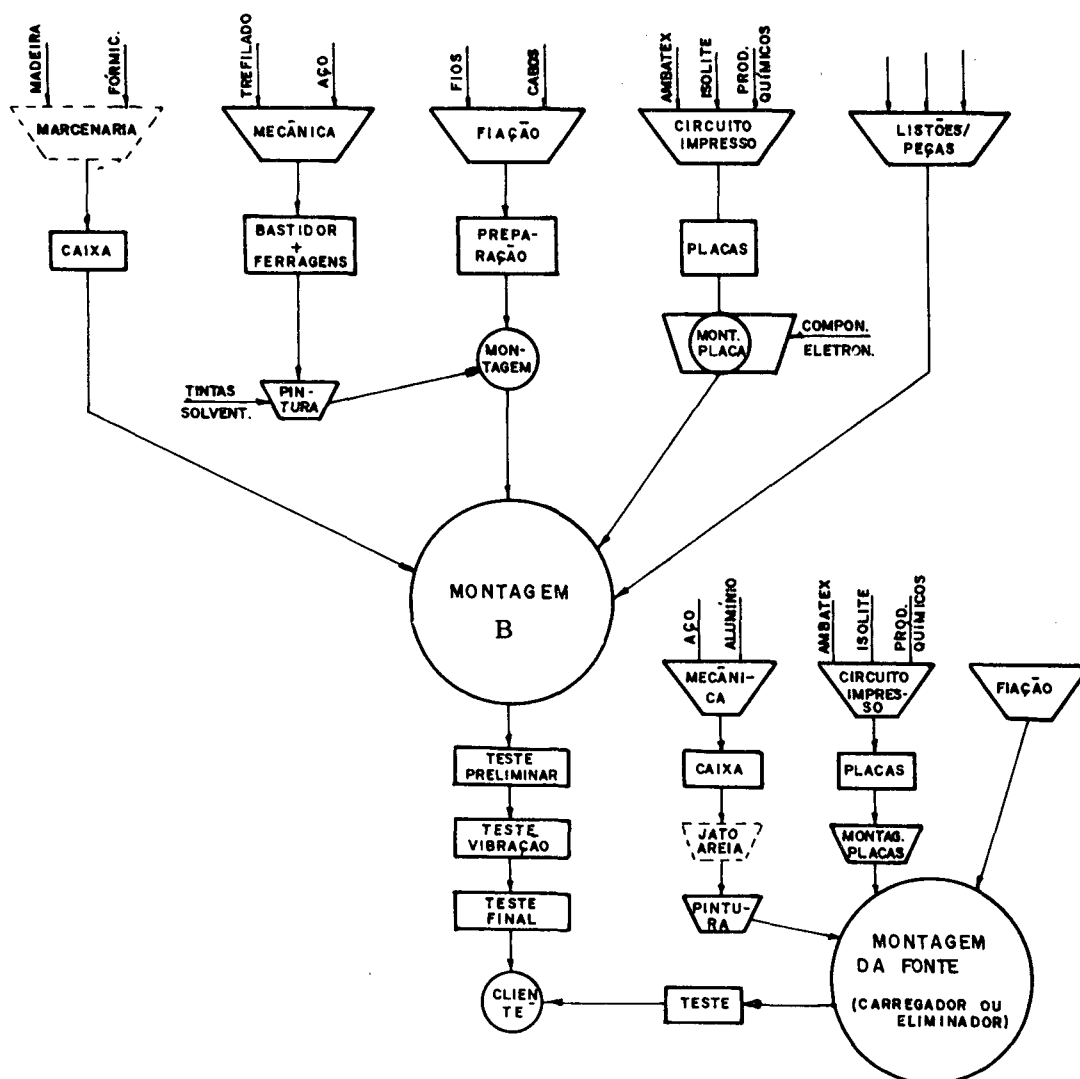 MADEIRA
FÓRMIC.
MARCENARIA
CAIXA
TREFILADO
AÇO
MECÂNICA
BASTIDOR
+
FERRAGENS
TINTAS
SOLVENT.
PIN-
TURA
FIOS
CABOS
FIAÇÃO
PREPA-
RAÇÃO
MON-
TAGEM
AMBATEX
ISOLITE
PROD.
QUÍMICOS
CIRCUITO
IMPRESSO
PLACAS
MONT.
PLACA
COMPON.
ELETRON.
LISTÕES/
PEÇAS
MONTAGEM
B
TESTE
PRELIMINAR
TESTE
VIBRAÇÃO
TESTE
FINAL
CLIEN
TE
AÇO
ALUMÍNIO
MECÂNI-
CA
CAIXA
JATO
AREIA
PINTU-
RA
AMBATEX
ISOLITE
PROD.
QUÍMICOS
CIRCUITO
IMPRES-
SO
PLACAS
MONTAG.
PLACAS
FIAÇÃO
MONTAGEM
DA FONTE
(CARREGADOR OU
ELIMINADOR)
TESTE